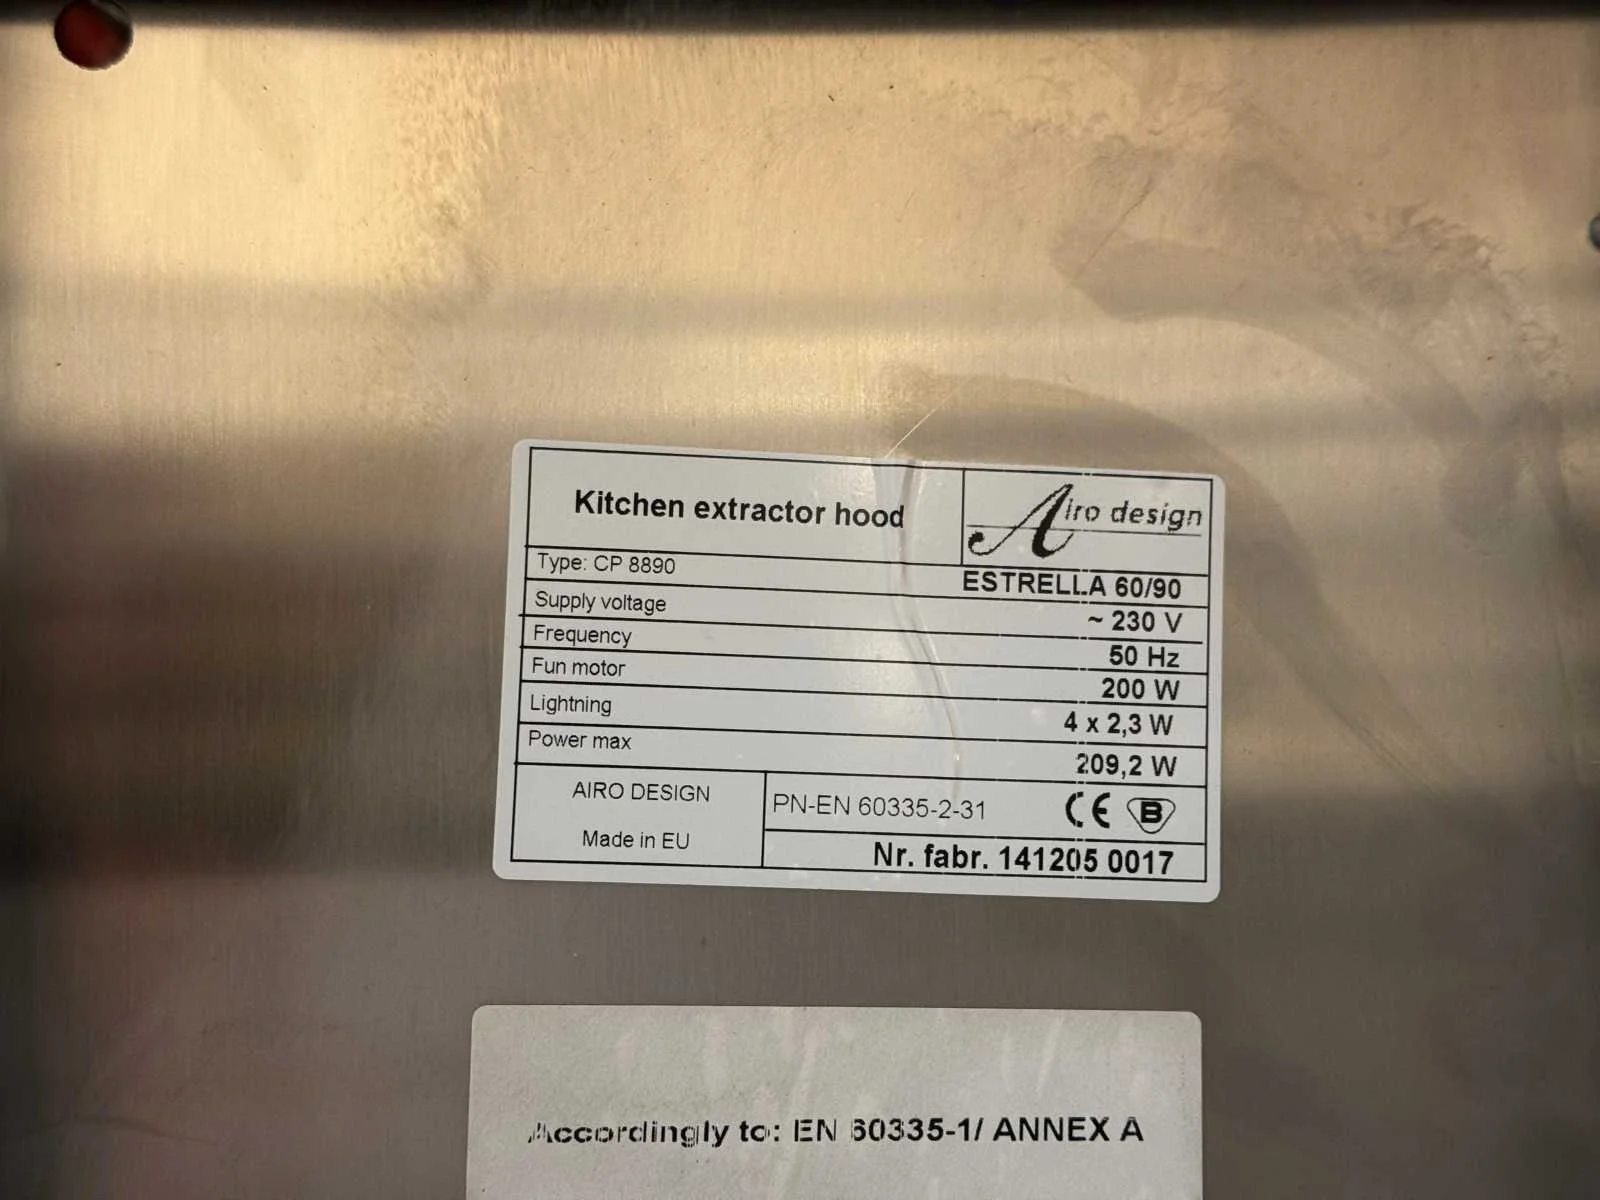 Kitchen extractor hood
Airo design
Type: CP 8890 ESTRELLA 60/90
Supply voltage ~ 230 V
Frequency 50 Hz
Fun motor 200 W
Lightning 4 x 2,3 W
Power max 209,2 W
AIRO DESIGN
Made in EU
PN-EN 60335-2-31 CE B
Nr. fabr. 141205 0017
Accordingly to: EN 60335-1/ ANNEX A